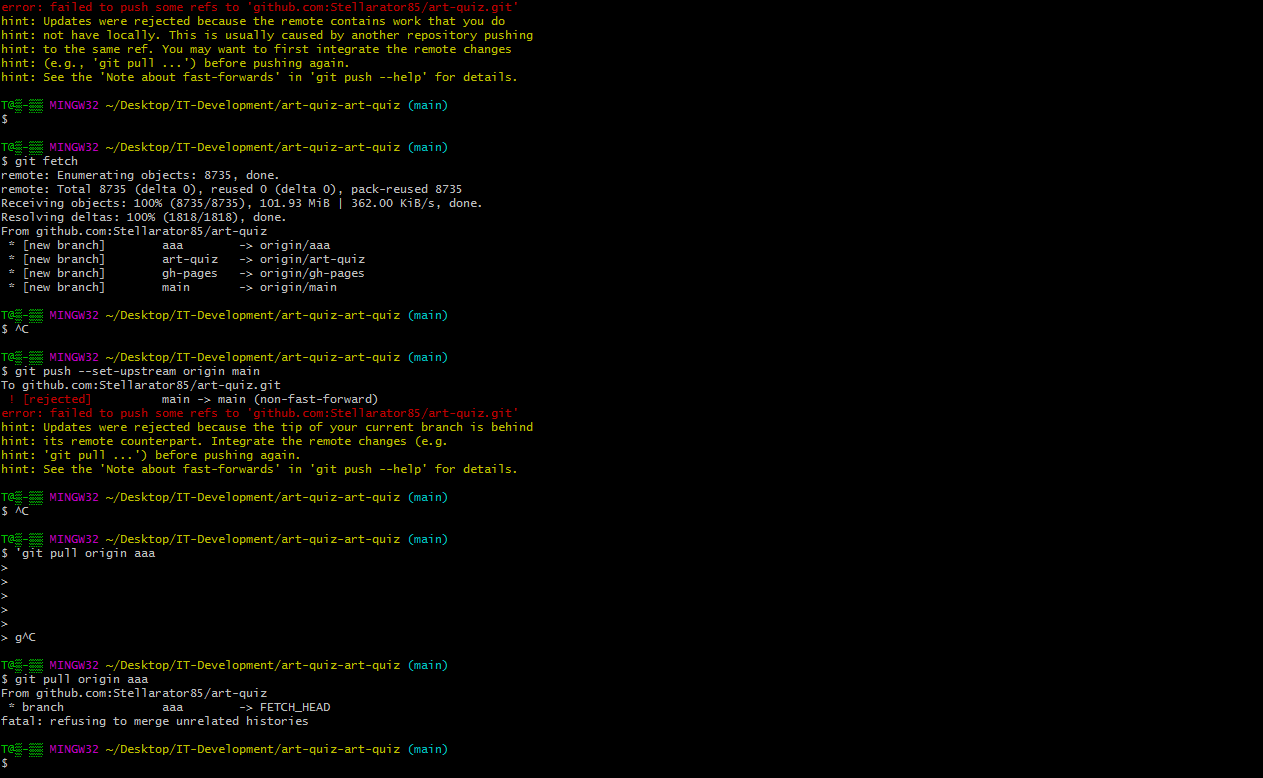 error: failed to push some refs to 'github.com:Stellarator85/art-quiz.git'
hint: Updates were rejected because the remote contains work that you do
hint: not have locally. This is usually caused by another repository pushing
hint: to the same ref. You may want to first integrate the remote changes
hint: (e.g., 'git pull ...') before pushing again.
hint: See the 'Note about fast-forwards' in 'git push --help' for details.
T@▒-▒▒ MINGW32 ~/Desktop/IT-Development/art-quiz-art-quiz (main)
$
T@▒-▒▒ MINGW32 ~/Desktop/IT-Development/art-quiz-art-quiz (main)
$ git fetch
remote: Enumerating objects: 8735, done.
remote: Total 8735 (delta 0), reused 0 (delta 0), pack-reused 8735
Receiving objects: 100% (8735/8735), 101.93 MiB | 362.00 KiB/s, done.
Resolving deltas: 100% (1818/1818), done.
From github.com:Stellarator85/art-quiz
 * [new branch]        aaa        -> origin/aaa
 * [new branch]        art-quiz   -> origin/art-quiz
 * [new branch]        gh-pages   -> origin/gh-pages
 * [new branch]        main       -> origin/main
T@▒-▒▒ MINGW32 ~/Desktop/IT-Development/art-quiz-art-quiz (main)
$ ^C
T@▒-▒▒ MINGW32 ~/Desktop/IT-Development/art-quiz-art-quiz (main)
$ git push --set-upstream origin main
To github.com:Stellarator85/art-quiz.git
 ! [rejected]          main -> main (non-fast-forward)
error: failed to push some refs to 'github.com:Stellarator85/art-quiz.git'
hint: Updates were rejected because the tip of your current branch is behind
hint: its remote counterpart. Integrate the remote changes (e.g.
hint: 'git pull ...') before pushing again.
hint: See the 'Note about fast-forwards' in 'git push --help' for details.
T@▒-▒▒ MINGW32 ~/Desktop/IT-Development/art-quiz-art-quiz (main)
$ ^C
T@▒-▒▒ MINGW32 ~/Desktop/IT-Development/art-quiz-art-quiz (main)
$ 'git pull origin aaa
>
>
>
>
>
> g^C
T@▒-▒▒ MINGW32 ~/Desktop/IT-Development/art-quiz-art-quiz (main)
$ git pull origin aaa
From github.com:Stellarator85/art-quiz
 * branch              aaa        -> FETCH_HEAD
fatal: refusing to merge unrelated histories
T@▒-▒▒ MINGW32 ~/Desktop/IT-Development/art-quiz-art-quiz (main)
$